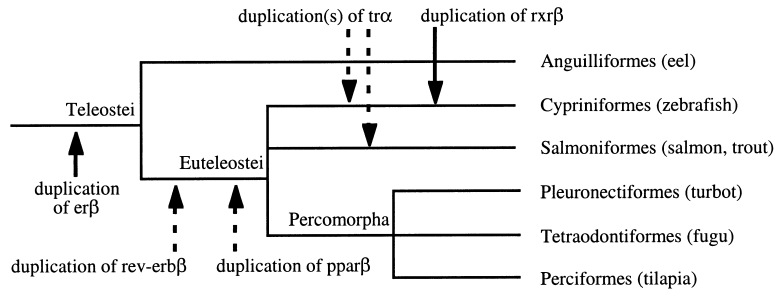 duplication(s) of trα
duplication of rxrβ
Anguilliformes (eel)
Teleostei
Cypriniformes (zebrafish)
Salmoniformes (salmon, trout)
Euteleostei
duplication
of erβ
Pleuronectiformes (turbot)
Percomorpha
Tetraodontiformes (fugu)
duplication of rev-erbβ
duplication of pparβ
Perciformes (tilapia)